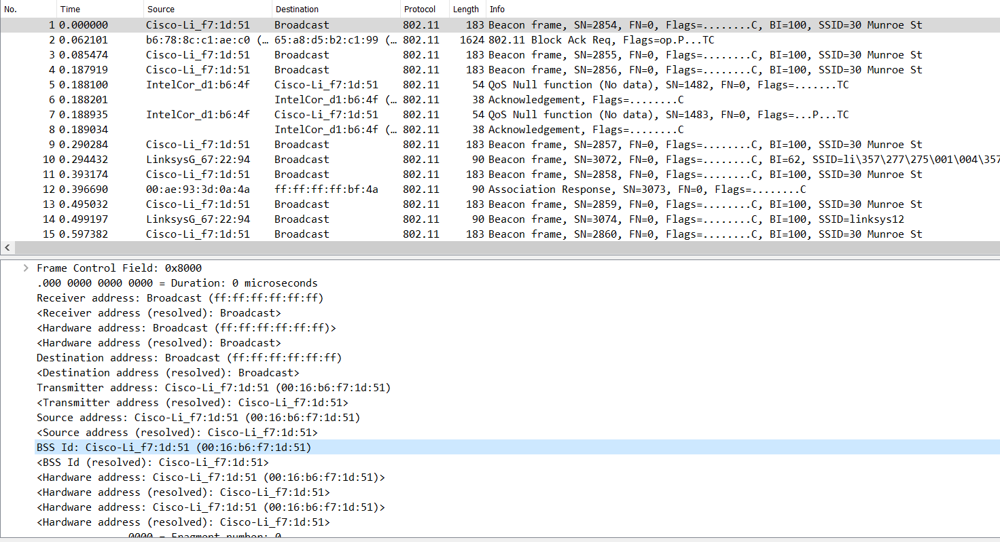 No. Time Source Destination Protocol Length Info
1 0.000000 Cisco-Li_f7:1d:51 Broadcast 802.11 183 Beacon frame, SN=2854, FN=0, Flags=........C, BI=100, SSID=30 Munroe St
2 0.062101 b6:78:8c:c1:ae:c0 (… 65:a8:d5:b2:c1:99 (… 802.11 1624 802.11 Block Ack Req, Flags=op.P...TC
3 0.085474 Cisco-Li_f7:1d:51 Broadcast 802.11 183 Beacon frame, SN=2855, FN=0, Flags=........C, BI=100, SSID=30 Munroe St
4 0.187919 Cisco-Li_f7:1d:51 Broadcast 802.11 183 Beacon frame, SN=2856, FN=0, Flags=........C, BI=100, SSID=30 Munroe St
5 0.188100 IntelCor_d1:b6:4f Cisco-Li_f7:1d:51 802.11 54 QoS Null function (No data), SN=1482, FN=0, Flags=.......TC
6 0.188201 IntelCor_d1:b6:4f (… 802.11 38 Acknowledgement, Flags=........C
7 0.188935 IntelCor_d1:b6:4f Cisco-Li_f7:1d:51 802.11 54 QoS Null function (No data), SN=1483, FN=0, Flags=...P...TC
8 0.189034 IntelCor_d1:b6:4f (… 802.11 38 Acknowledgement, Flags=........C
9 0.290284 Cisco-Li_f7:1d:51 Broadcast 802.11 183 Beacon frame, SN=2857, FN=0, Flags=........C, BI=100, SSID=30 Munroe St
10 0.294432 LinksysG_67:22:94 Broadcast 802.11 90 Beacon frame, SN=3072, FN=0, Flags=........C, BI=62, SSID=li\357\277\275\001\004\357
11 0.393174 Cisco-Li_f7:1d:51 Broadcast 802.11 183 Beacon frame, SN=2858, FN=0, Flags=........C, BI=100, SSID=30 Munroe St
12 0.396690 00:ae:93:3d:0a:4a ff:ff:ff:ff:bf:4a 802.11 90 Association Response, SN=3073, FN=0, Flags=........C
13 0.495032 Cisco-Li_f7:1d:51 Broadcast 802.11 183 Beacon frame, SN=2859, FN=0, Flags=........C, BI=100, SSID=30 Munroe St
14 0.499197 LinksysG_67:22:94 Broadcast 802.11 90 Beacon frame, SN=3074, FN=0, Flags=........C, BI=100, SSID=linksys12
15 0.597382 Cisco-Li_f7:1d:51 Broadcast 802.11 183 Beacon frame, SN=2860, FN=0, Flags=........C, BI=100, SSID=30 Munroe St
Frame Control Field: 0x8000
.000 0000 0000 0000 = Duration: 0 microseconds
Receiver address: Broadcast (ff:ff:ff:ff:ff:ff)
<Receiver address (resolved): Broadcast>
<Hardware address: Broadcast (ff:ff:ff:ff:ff:ff)>
<Hardware address (resolved): Broadcast>
Destination address: Broadcast (ff:ff:ff:ff:ff:ff)
<Destination address (resolved): Broadcast>
Transmitter address: Cisco-Li_f7:1d:51 (00:16:b6:f7:1d:51)
<Transmitter address (resolved): Cisco-Li_f7:1d:51>
Source address: Cisco-Li_f7:1d:51 (00:16:b6:f7:1d:51)
<Source address (resolved): Cisco-Li_f7:1d:51>
BSS Id: Cisco-Li_f7:1d:51 (00:16:b6:f7:1d:51)
<BSS Id (resolved): Cisco-Li_f7:1d:51>
<Hardware address: Cisco-Li_f7:1d:51 (00:16:b6:f7:1d:51)>
<Hardware address (resolved): Cisco-Li_f7:1d:51>
<Hardware address: Cisco-Li_f7:1d:51 (00:16:b6:f7:1d:51)>
<Hardware address (resolved): Cisco-Li_f7:1d:51>
.... .... .... 0000 = Fragment number: 0